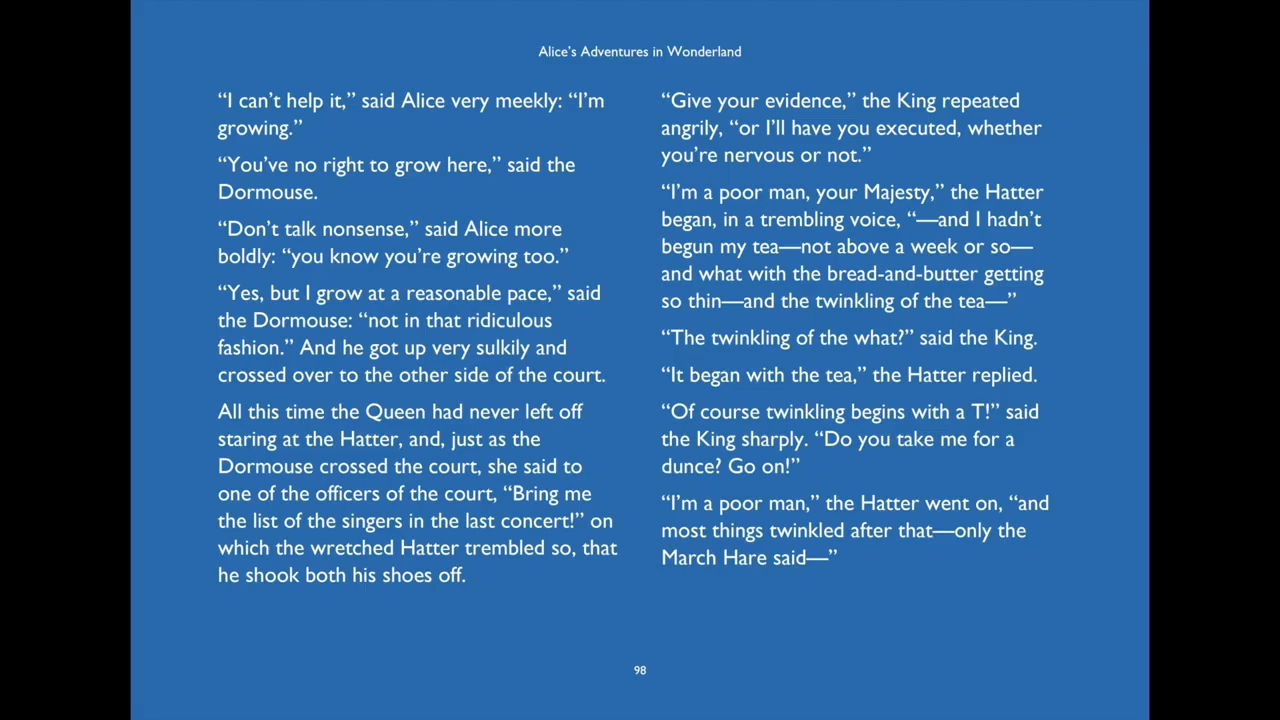 Alice’s Adventures in Wonderland
“I can’t help it,” said Alice very meekly: “I’m
growing.”
“You’ve no right to grow here,” said the
Dormouse.
“Don’t talk nonsense,” said Alice more
boldly: “you know you’re growing too.”
“Yes, but I grow at a reasonable pace,” said
the Dormouse: “not in that ridiculous
fashion.” And he got up very sulkily and
crossed over to the other side of the court.
All this time the Queen had never left off
staring at the Hatter, and, just as the
Dormouse crossed the court, she said to
one of the officers of the court, “Bring me
the list of the singers in the last concert!” on
which the wretched Hatter trembled so, that
he shook both his shoes off.
“Give your evidence,” the King repeated
angrily, “or I’ll have you executed, whether
you’re nervous or not.”
“I’m a poor man, your Majesty,” the Hatter
began, in a trembling voice, “—and I hadn’t
begun my tea—not above a week or so—
and what with the bread-and-butter getting
so thin—and the twinkling of the tea—”
“The twinkling of the what?” said the King.
“It began with the tea,” the Hatter replied.
“Of course twinkling begins with a T!” said
the King sharply. “Do you take me for a
dunce? Go on!”
“I’m a poor man,” the Hatter went on, “and
most things twinkled after that—only the
March Hare said—”
98